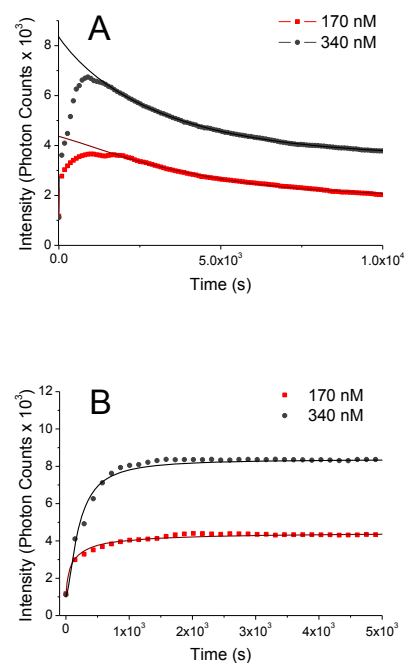 A
170 nM
340 nM
Intensity (Photon Counts x 10³)
8
6
4
2
0
0.0
5.0x10³
1.0x10⁴
Time (s)
B
170 nM
340 nM
Intensity (Photon Counts x 10³)
12
10
8
6
4
2
0
0
1x10³
2x10³
3x10³
4x10³
5x10³
Time (s)